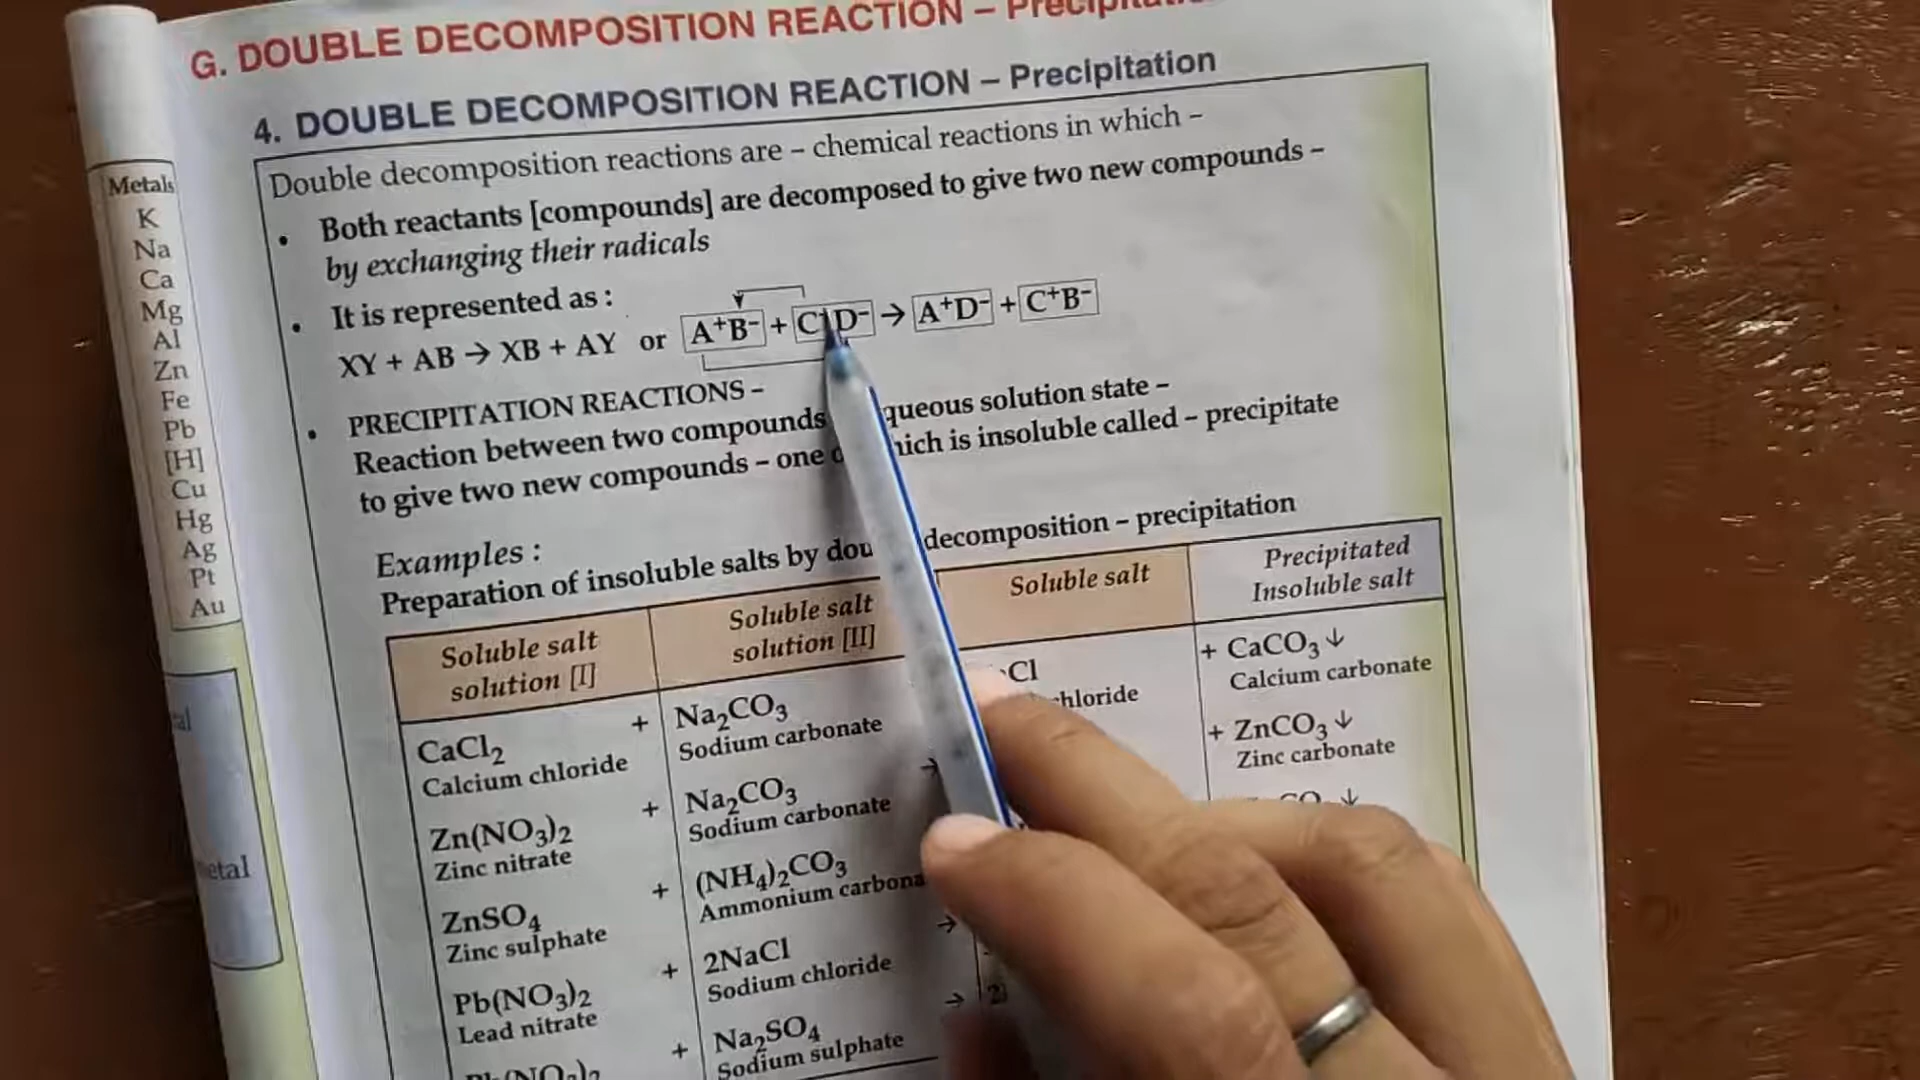 G. DOUBLE DECOMPOSITION REACTION –
4. DOUBLE DECOMPOSITION REACTION – Precipitation
Double decomposition reactions are – chemical reactions in which –
• Both reactants [compounds] are decomposed to give two new compounds –
by exchanging their radicals
• It is represented as :
XY + AB → XB + AY or A⁺B⁻ + C⁺D⁻ → A⁺D⁻ + C⁺B⁻
• PRECIPITATION REACTIONS –
Reaction between two compounds solution state –
to give two new compounds – one is insoluble called – precipitate
Examples :
Preparation of insoluble salts by decomposition – precipitation
Soluble salt solution [I]
Soluble salt solution [II]
Soluble salt
Precipitated Insoluble salt
CaCl₂ + Na₂CO₃ + CaCO₃↓
Calcium chloride Sodium carbonate Calcium carbonate
Zn(NO₃)₂ + Na₂CO₃ → + ZnCO₃↓
Zinc nitrate Sodium carbonate Zinc carbonate
ZnSO₄ + (NH₄)₂CO₃
Zinc sulphate Ammonium
Pb(NO₃)₂ + 2NaCl →
Lead nitrate Sodium chloride
+ Na₂SO₄ →
Sodium sulphate
Metals
K
Na
Ca
Mg
Al
Zn
Fe
Pb
[H]
Cu
Hg
Ag
Pt
Au